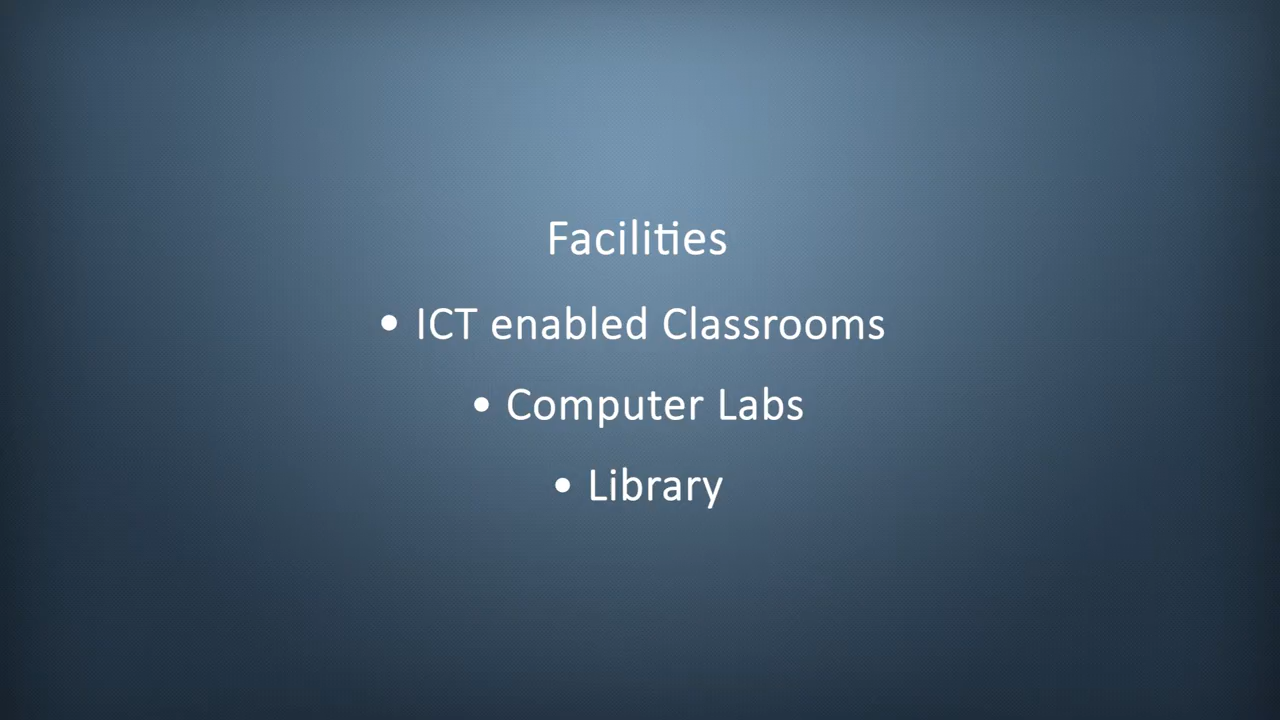 Facilities
• ICT enabled Classrooms
• Computer Labs
• Library